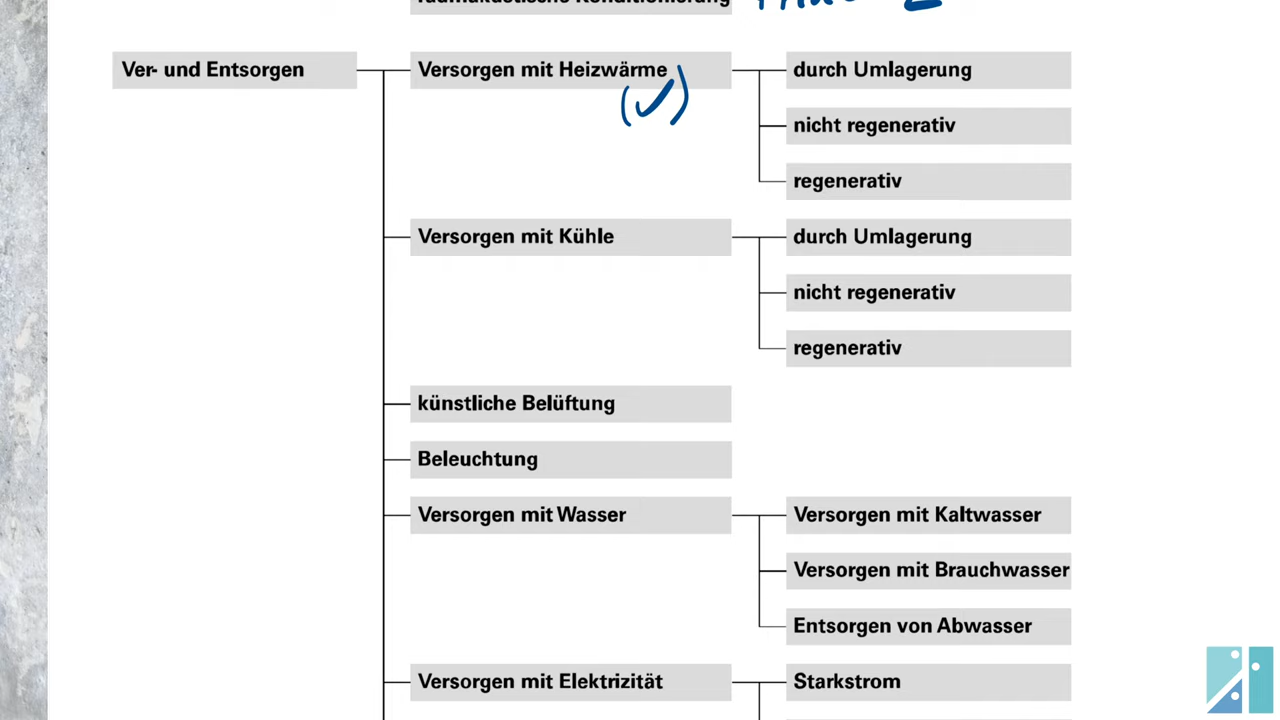 raumakustische Konditionierung
Ver- und Entsorgen
Versorgen mit Heizwärme
durch Umlagerung
nicht regenerativ
regenerativ
Versorgen mit Kühle
durch Umlagerung
nicht regenerativ
regenerativ
künstliche Belüftung
Beleuchtung
Versorgen mit Wasser
Versorgen mit Kaltwasser
Versorgen mit Brauchwasser
Entsorgen von Abwasser
Versorgen mit Elektrizität
Starkstrom